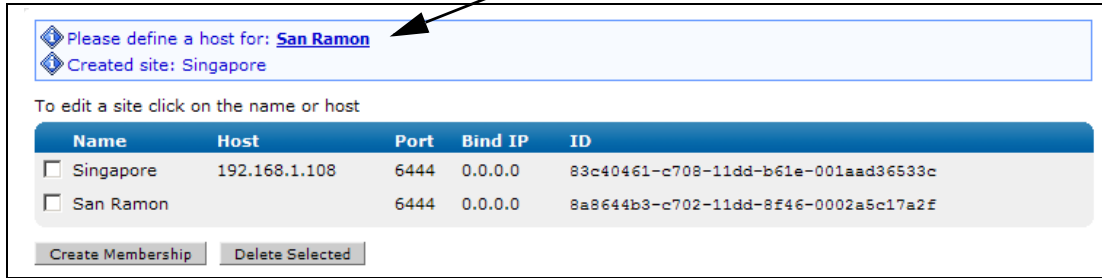 Please define a host for: San Ramon
Created site: Singapore
To edit a site click on the name or host
Name Host Port Bind IP ID
Singapore 192.168.1.108 6444 0.0.0.0 83c40461-c708-11dd-b61e-001aad36533c
San Ramon 6444 0.0.0.0 8a8644b3-c702-11dd-8f46-0002a5c17a2f
Create Membership Delete Selected